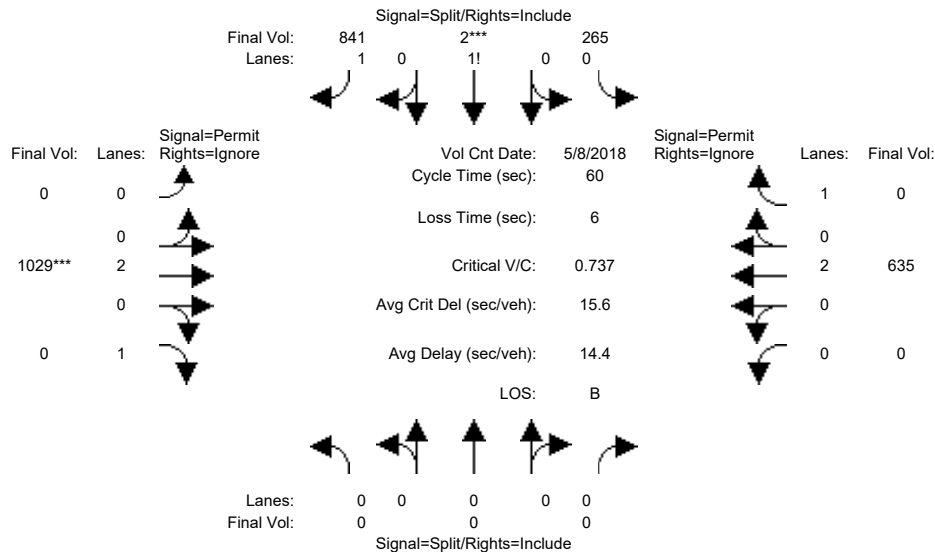 Signal=Split/Rights=Include
Final Vol: 841 2*** 265
Lanes: 1 0 1! 0 0
Signal=Permit Signal=Permit
Final Vol: Lanes: Rights=Ignore Vol Cnt Date: 5/8/2018 Rights=Ignore Lanes: Final Vol:
0 0 Cycle Time (sec): 60 1 0
0 Loss Time (sec): 6 0
1029*** 2 Critical V/C: 0.737 2 635
0 Avg Crit Del (sec/veh): 15.6 0
0 1 Avg Delay (sec/veh): 14.4 0 0
LOS: B
Lanes: 0 0 0 0 0
Final Vol: 0 0 0
Signal=Split/Rights=Include